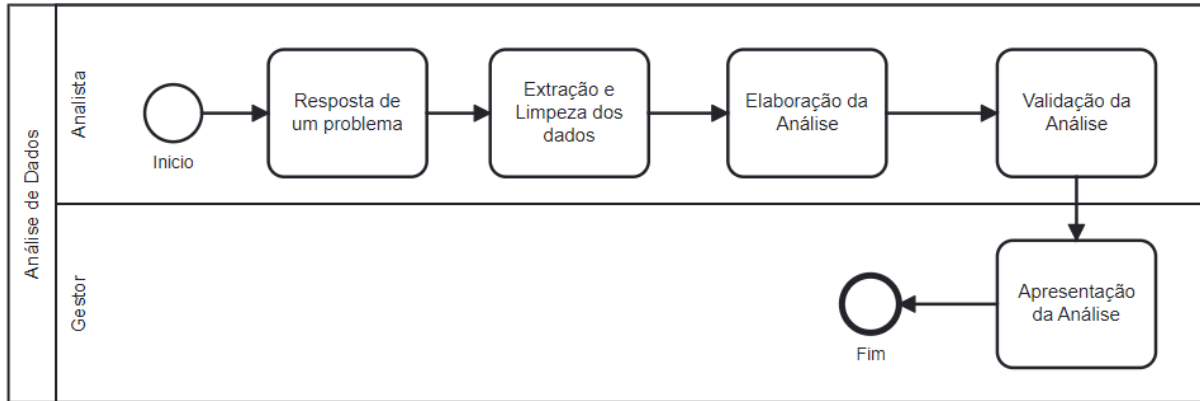 Análise de Dados
Analista
Inicio
Resposta de
um problema
Extração e
Limpeza dos
dados
Elaboração da
Análise
Validação da
Análise
Gestor
Fim
Apresentação
da Análise